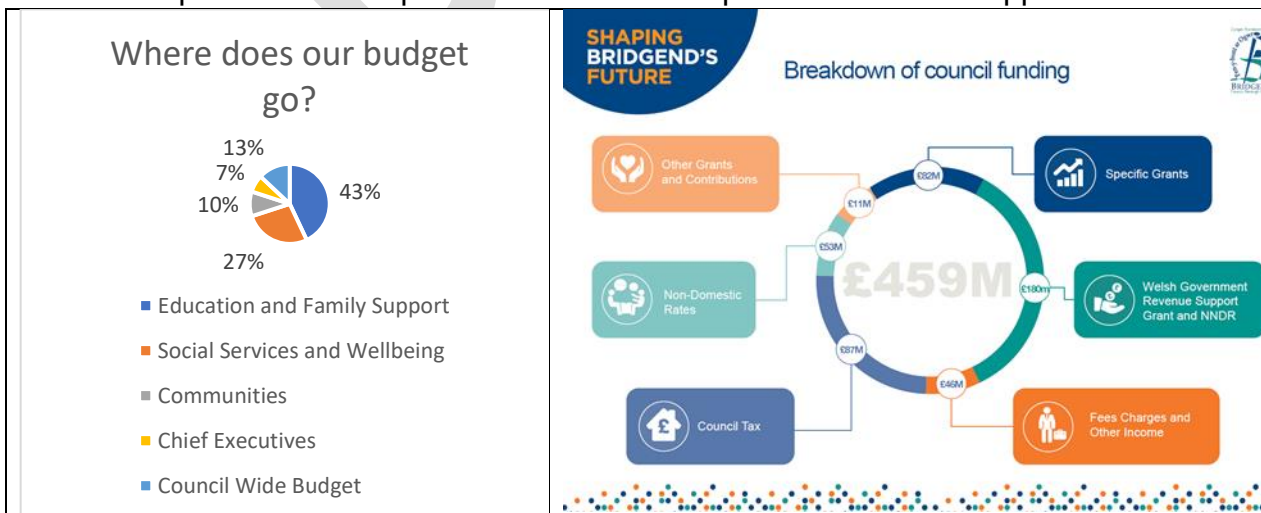 Where does our budget
go?
13%
7%
43%
10%
27%
Education and Family Support
Social Services and Wellbeing
Communities
Chief Executives
Council Wide Budget
SHAPING
BRIDGEND'S
FUTURE
Breakdown of council funding
Other Grants
and Contributions
£11M
£82M
Specific Grants
Non-Domestic
Rates
£53M
£459M
£180m
Welsh Government
Revenue Support
Grant and NNDR
Council Tax
£87M
£46M
Fees Charges and
Other Income